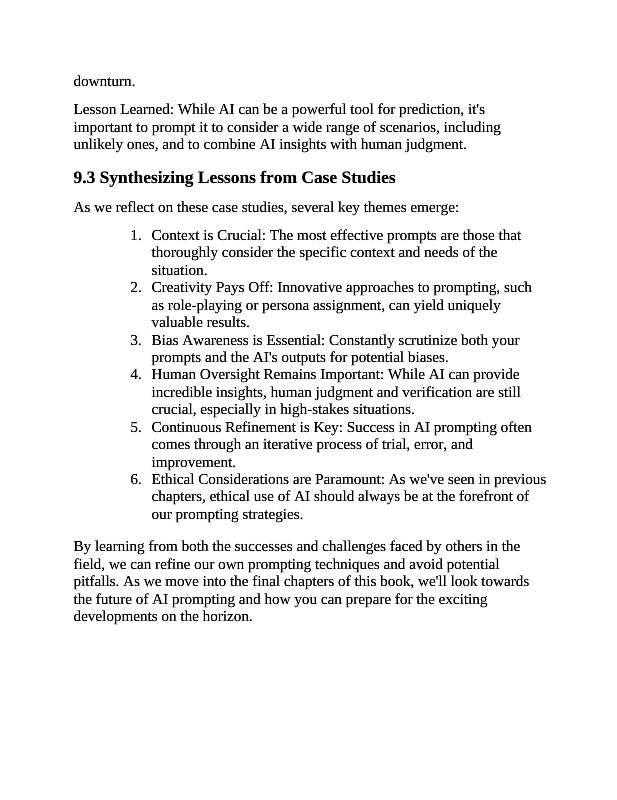 downturn.
Lesson Learned: While AI can be a powerful tool for prediction, it's
important to prompt it to consider a wide range of scenarios, including
unlikely ones, and to combine AI insights with human judgment.
9.3 Synthesizing Lessons from Case Studies
As we reflect on these case studies, several key themes emerge:
1. Context is Crucial: The most effective prompts are those that
thoroughly consider the specific context and needs of the
situation.
2. Creativity Pays Off: Innovative approaches to prompting, such
as role-playing or persona assignment, can yield uniquely
valuable results.
3. Bias Awareness is Essential: Constantly scrutinize both your
prompts and the AI's outputs for potential biases.
4. Human Oversight Remains Important: While AI can provide
incredible insights, human judgment and verification are still
crucial, especially in high-stakes situations.
5. Continuous Refinement is Key: Success in AI prompting often
comes through an iterative process of trial, error, and
improvement.
6. Ethical Considerations are Paramount: As we've seen in previous
chapters, ethical use of AI should always be at the forefront of
our prompting strategies.
By learning from both the successes and challenges faced by others in the
field, we can refine our own prompting techniques and avoid potential
pitfalls. As we move into the final chapters of this book, we'll look towards
the future of AI prompting and how you can prepare for the exciting
developments on the horizon.